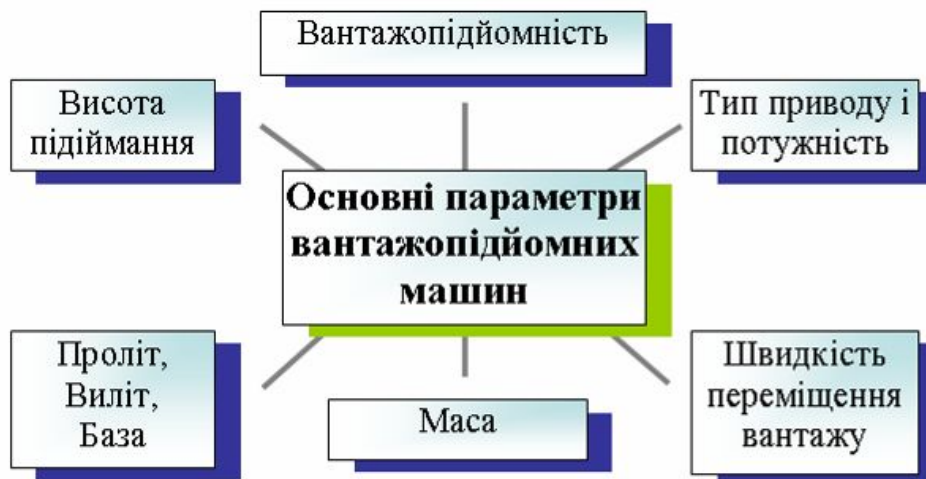 Вантажопідйомність
Висота
підіймання
Тип приводу і
потужність
Основні параметри
вантажопідйомних
машин
Проліт,
Виліт,
База
Маса
Швидкість
переміщення
вантажу